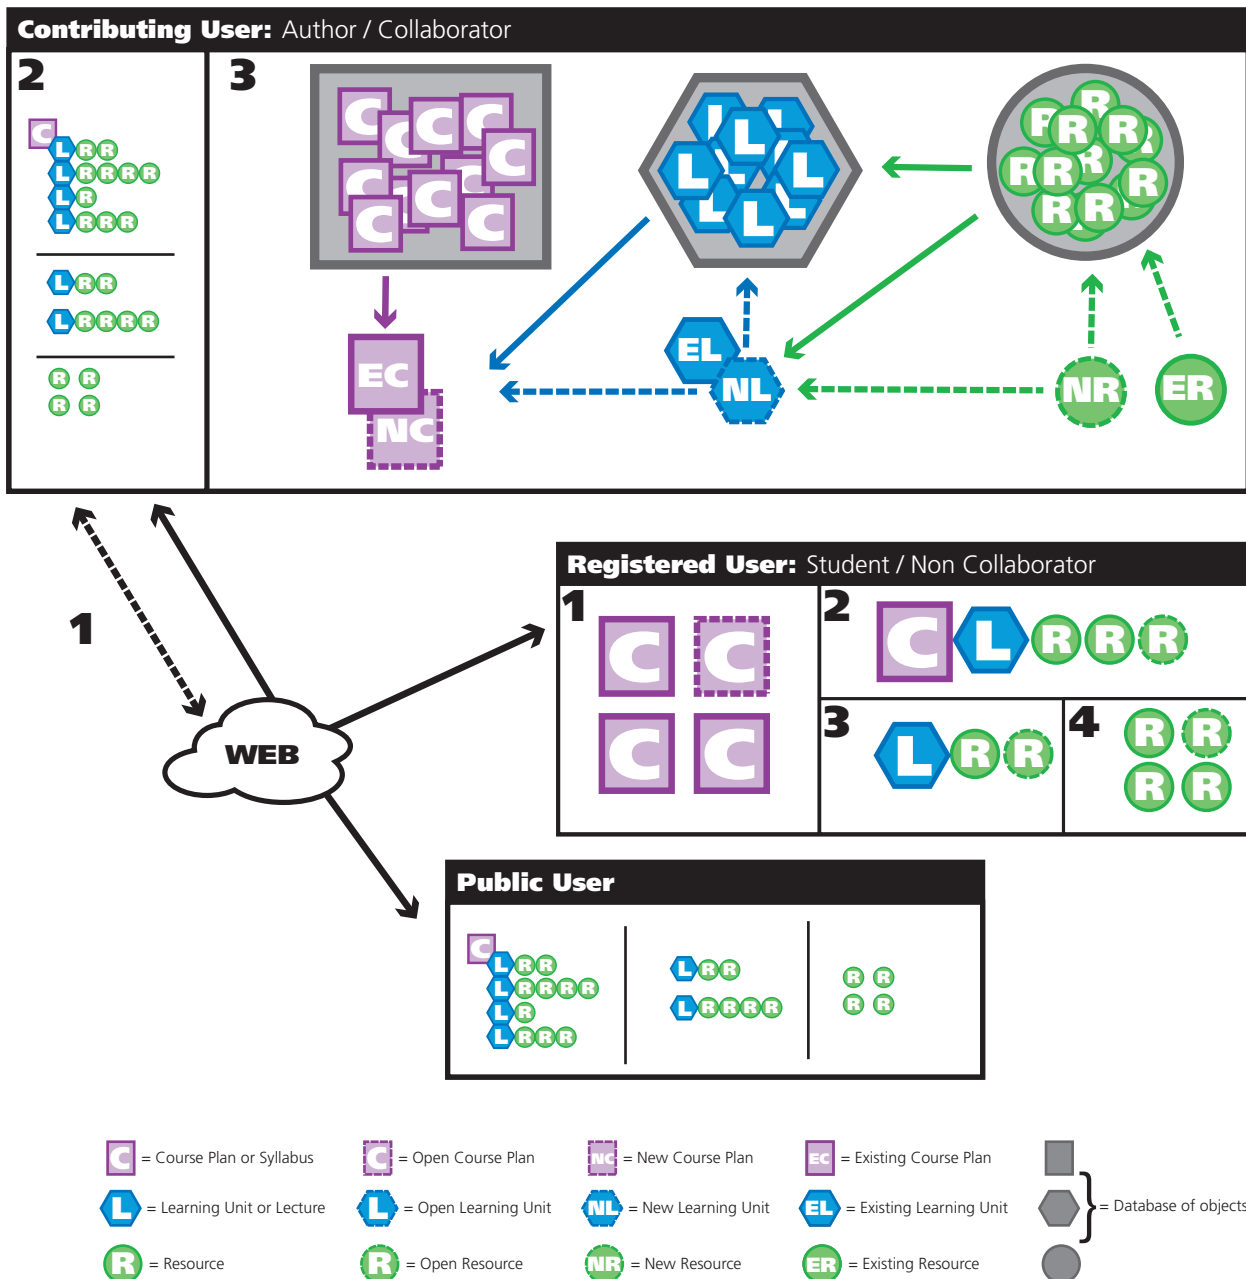 Contributing User: Author / Collaborator
2
3
C
L R R
L R R R R
L R
L R R R
L R R
L R R R R
R R
R R
C C C C C C C C C C C C
L L L L L L L L
R R R R R R R R R R R
EC
NC
EL
NL
NR
ER
1
WEB
Registered User: Student / Non Collaborator
1
C C
C C
2
C L R R R
3
L R R
4
R R
R R
Public User
C
L R R
L R R R R
L R
L R R R
L R R
L R R R R
R R
R R
C = Course Plan or Syllabus
C = Open Course Plan
NC = New Course Plan
EC = Existing Course Plan
L = Learning Unit or Lecture
L = Open Learning Unit
NL = New Learning Unit
EL = Existing Learning Unit
= Database of objects
R = Resource
R = Open Resource
NR = New Resource
ER = Existing Resource